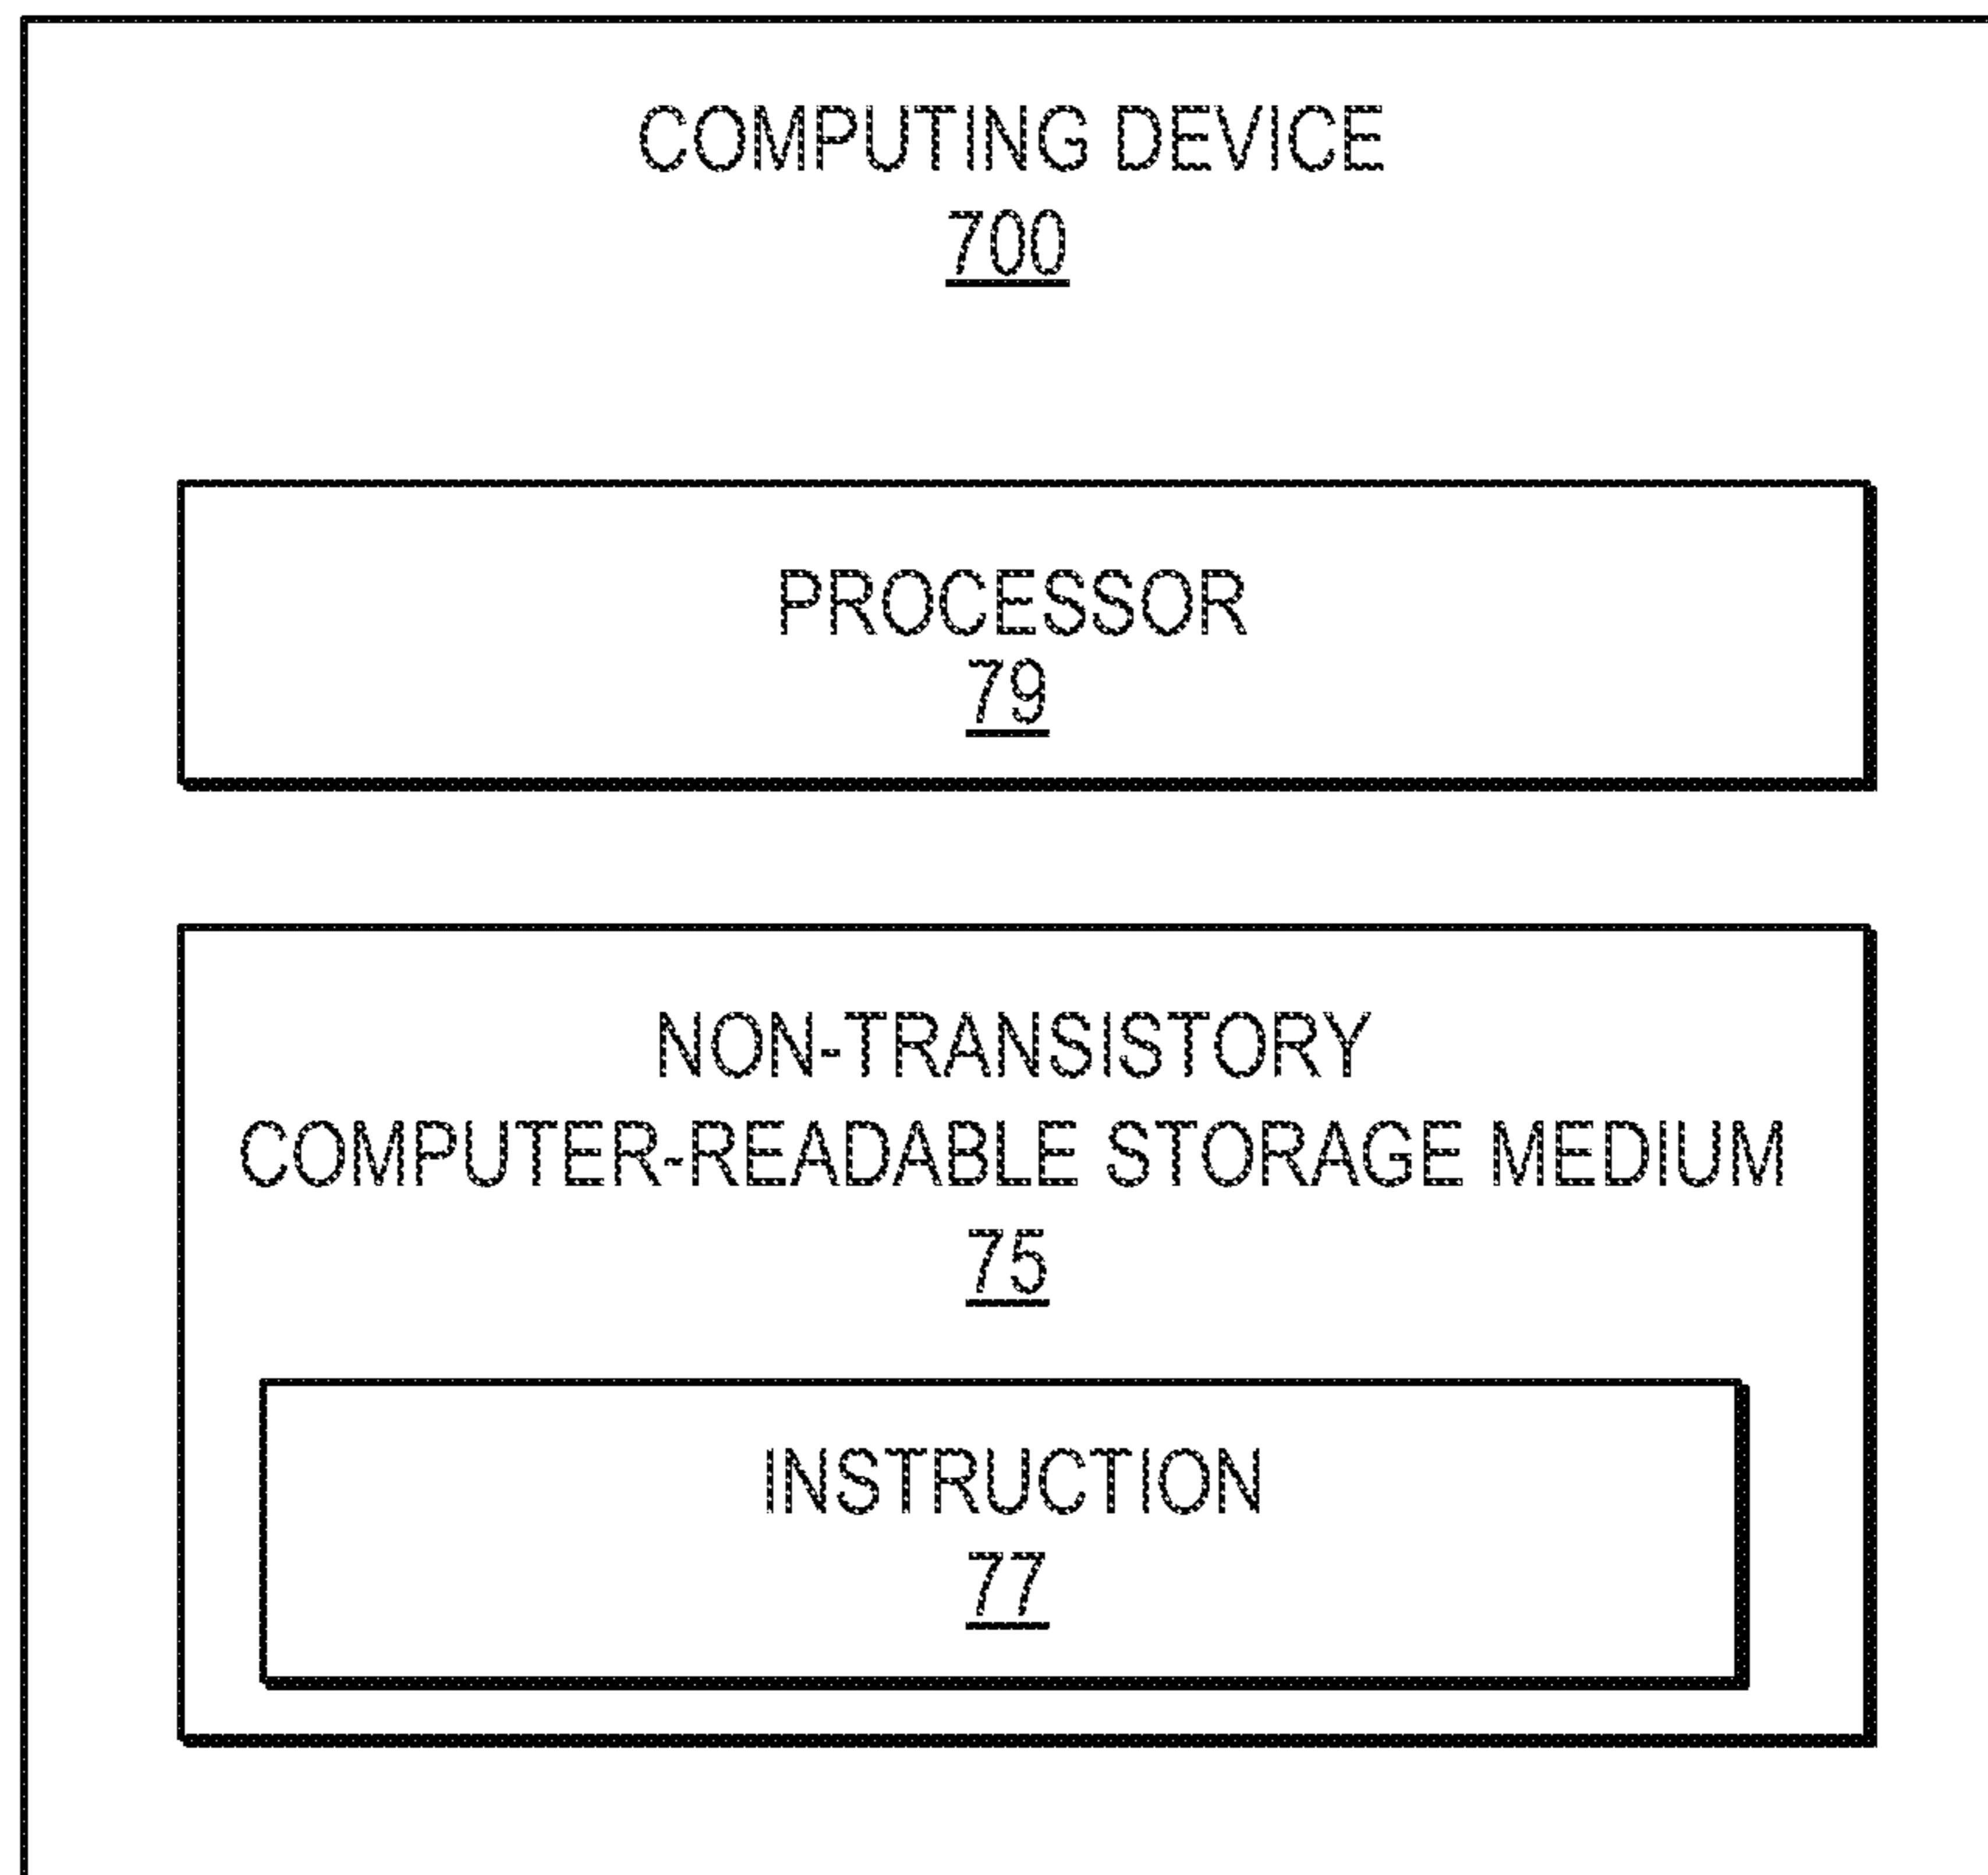 COMPUTING DEVICE
700
PROCESSOR
79
NON-TRANSISTORY
COMPUTER-READABLE STORAGE MEDIUM
75
INSTRUCTION
77